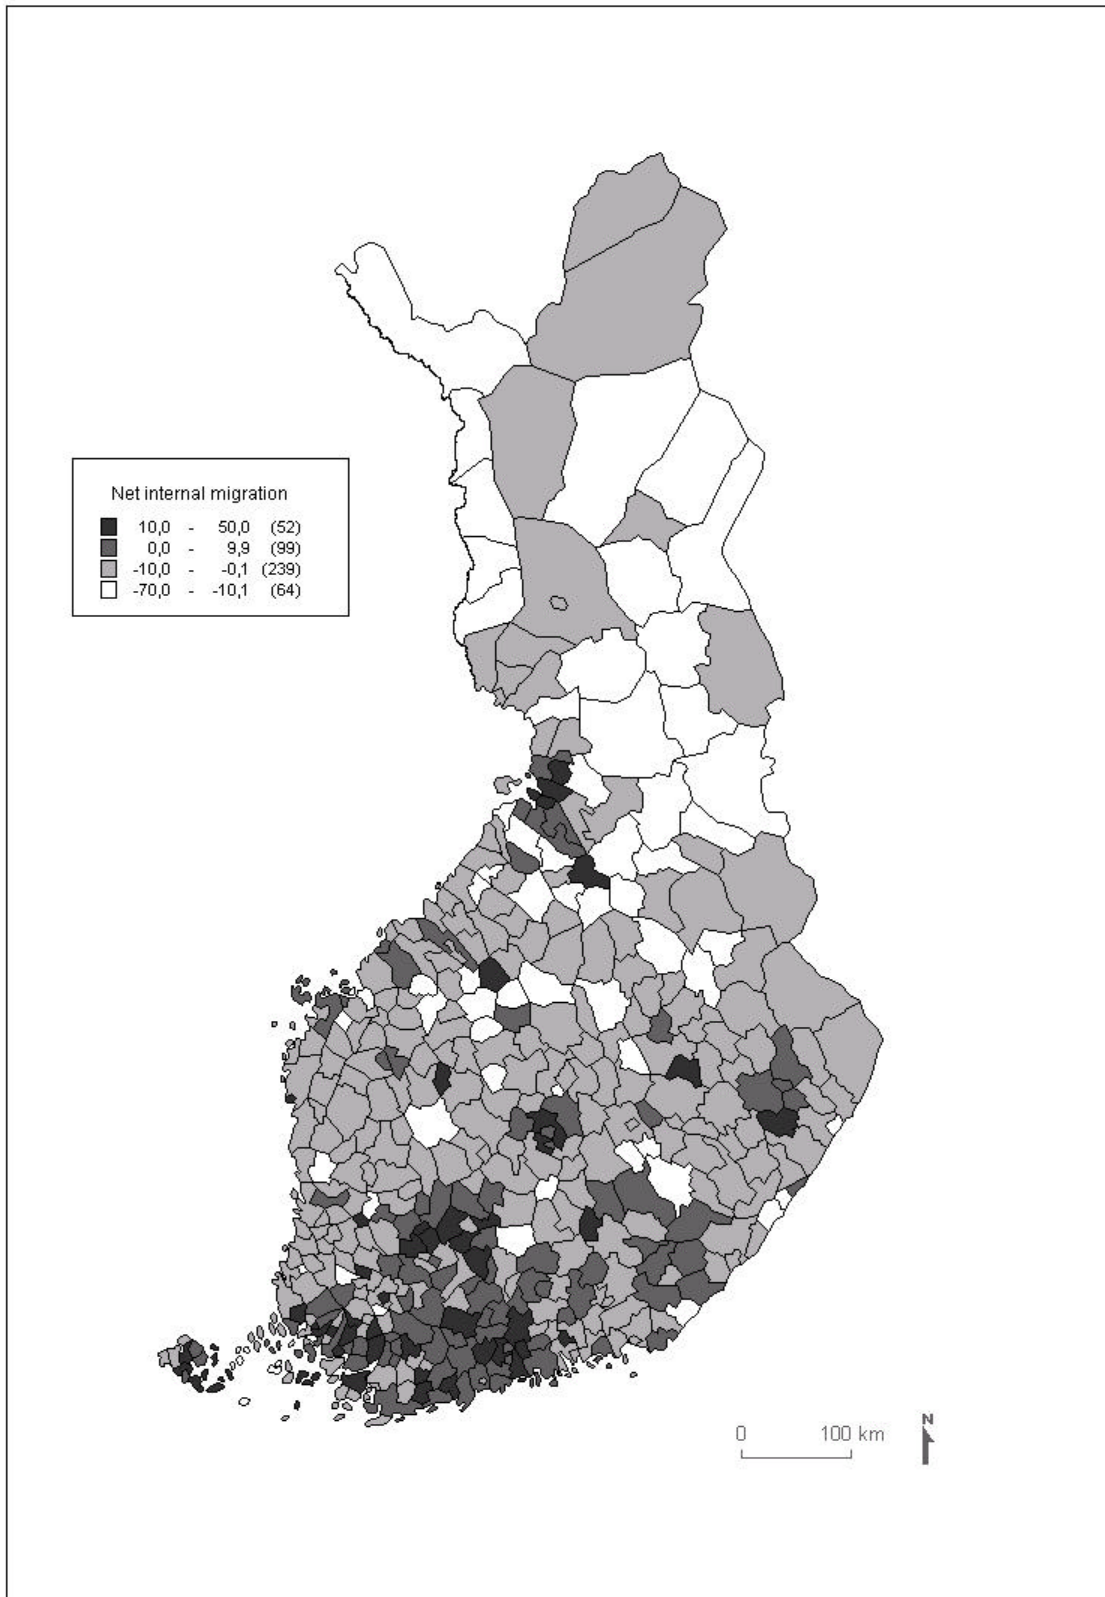 Net internal migration
10,0 - 50,0 (52)
0,0 - 9,9 (99)
-10,0 - -0,1 (239)
-70,0 - -10,1 (64)
N
0 100 km